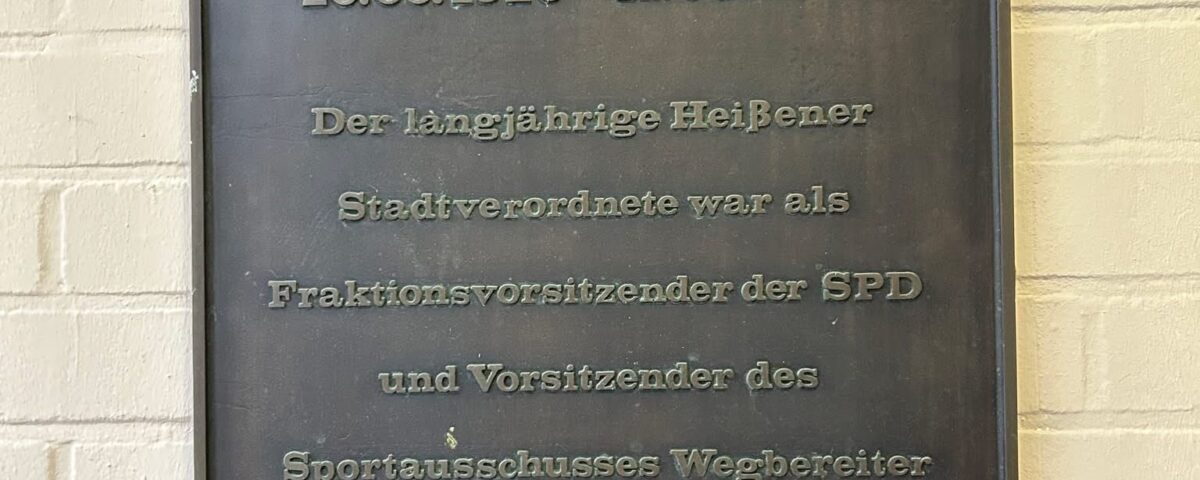 Der langjährige Heißener
Stadtverordnete war als
Fraktionsvorsitzender der SPD
und Vorsitzender des
Sportausschusses Wegbereiter